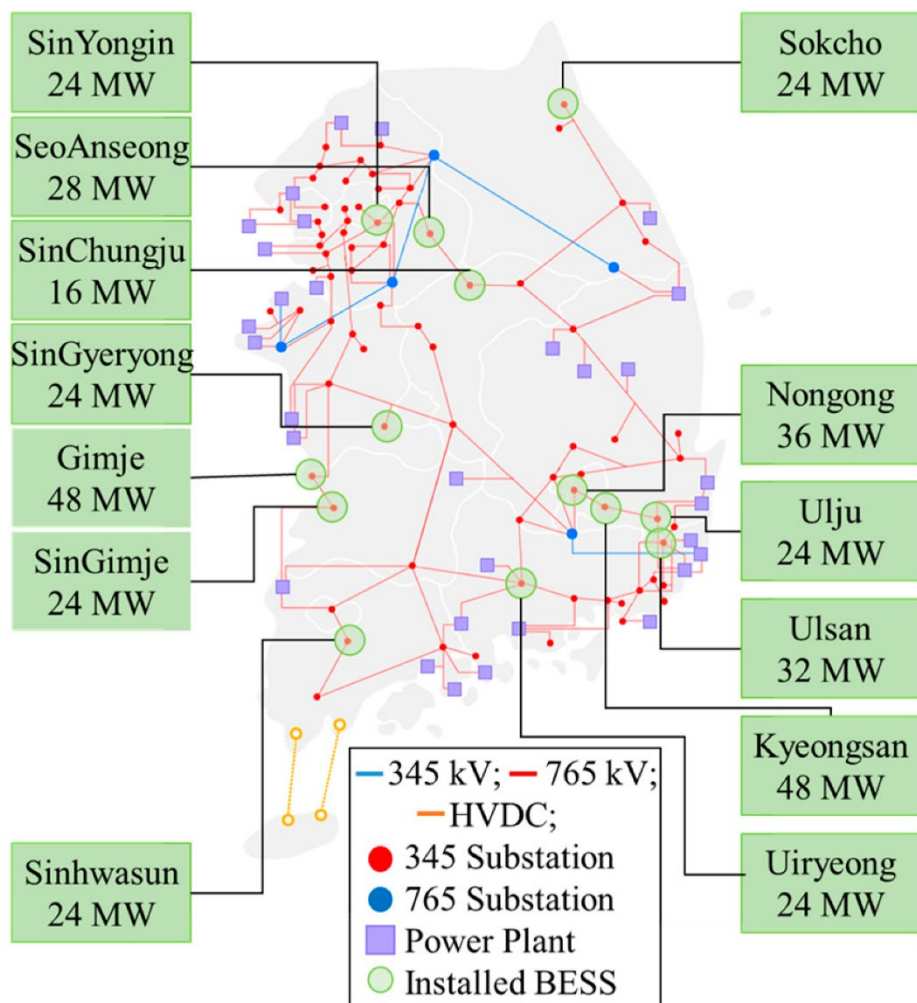 SinYongin
24 MW
SeoAnseong
28 MW
SinChungju
16 MW
SinGyeryong
24 MW
Gimje
48 MW
SinGimje
24 MW
Sinhwasun
24 MW
Sokcho
24 MW
Nongong
36 MW
Ulju
24 MW
Ulsan
32 MW
Kyeongsan
48 MW
Uiryeong
24 MW
345 kV; 765 kV;
HVDC;
345 Substation
765 Substation
Power Plant
Installed BESS